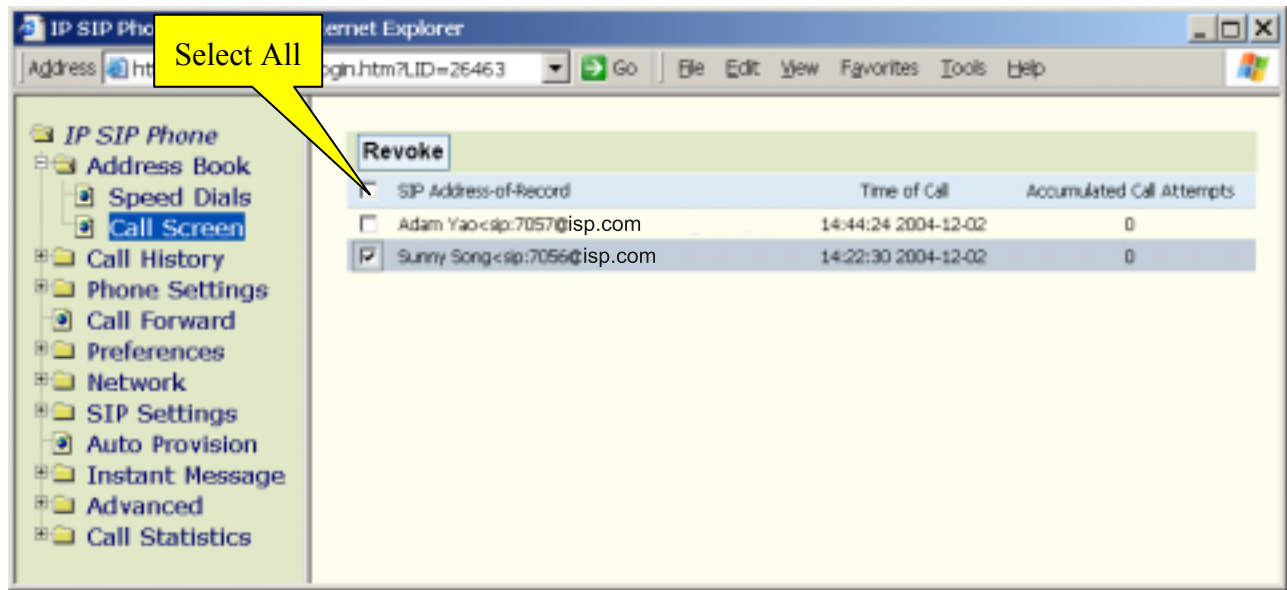 IP SIP Pho ernet Explorer
Select All
Address ht ogin.htm?LID=26463 Go File Edit View Favorites Tools Help
IP SIP Phone
Address Book
Speed Dials
Call Screen
Call History
Phone Settings
Call Forward
Preferences
Network
SIP Settings
Auto Provision
Instant Message
Advanced
Call Statistics
Revoke
SIP Address-of-Record Time of Call Accumulated Call Attempts
Adam Yao<sip:7057@isp.com 14:44:24 2004-12-02 0
Sunny Song<sip:7056@isp.com 14:22:30 2004-12-02 0